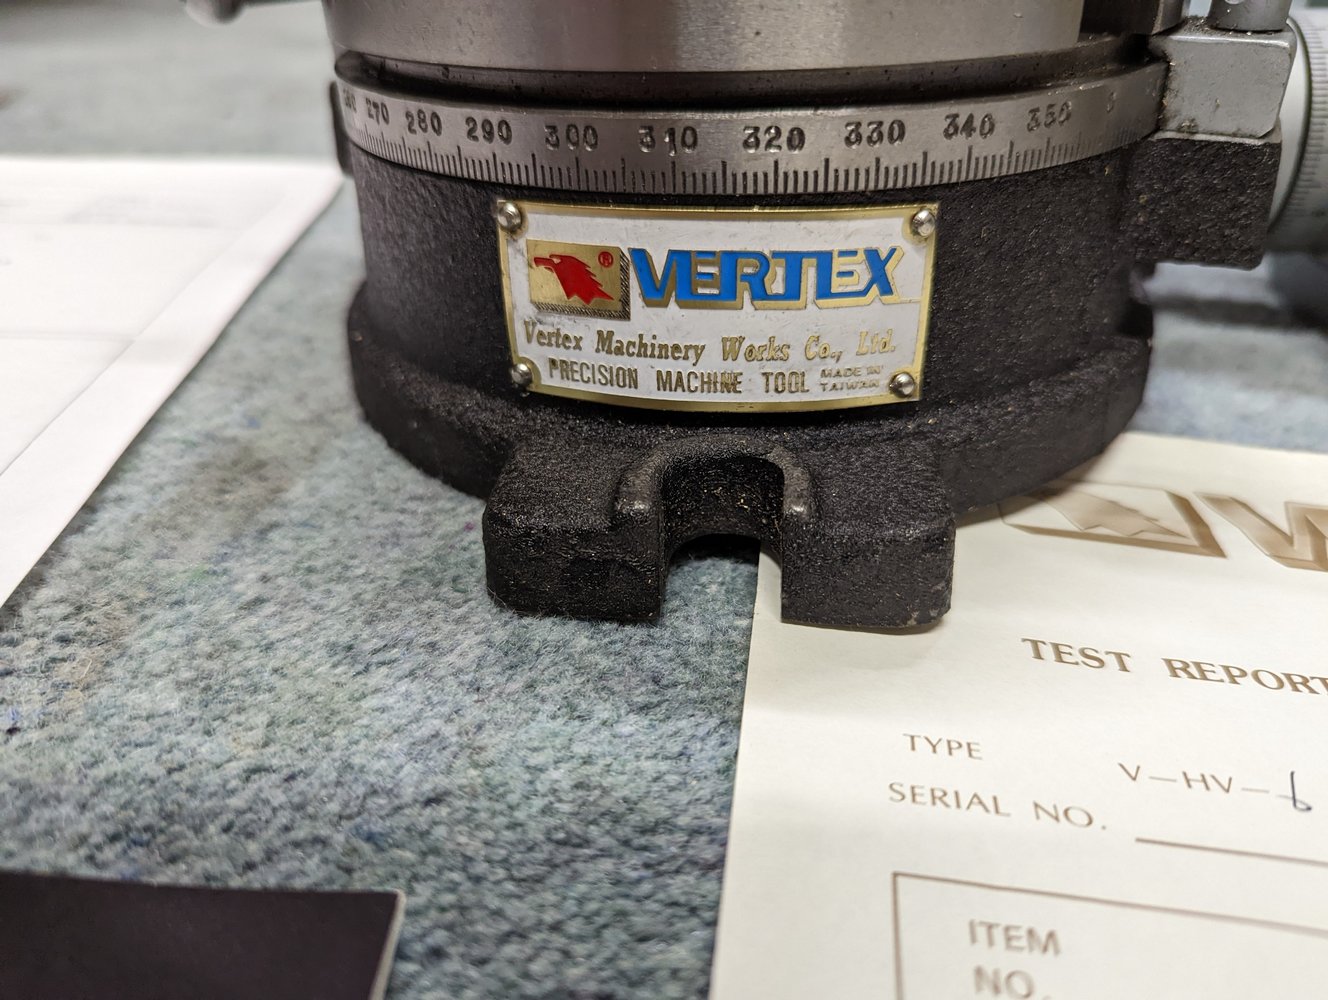 270 280 290 300 310 320 330 340 350
®
VERTEX
Vertex Machinery Works Co., Ltd.
PRECISION MACHINE TOOL MADE IN
TAIWAN
TEST REPORT
TYPE V-HV-6
SERIAL NO.
ITEM
NO.